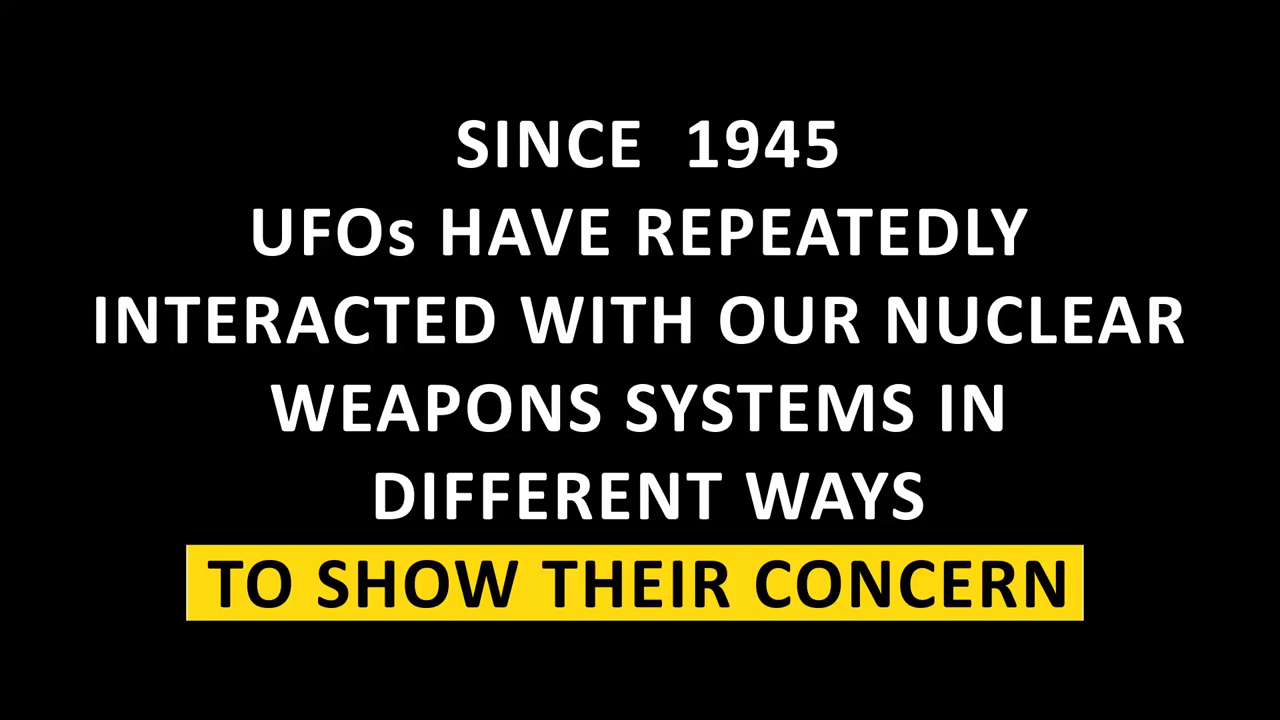 SINCE  1945
UFOs HAVE REPEATEDLY
INTERACTED WITH OUR NUCLEAR
WEAPONS SYSTEMS IN
DIFFERENT WAYS
TO SHOW THEIR CONCERN